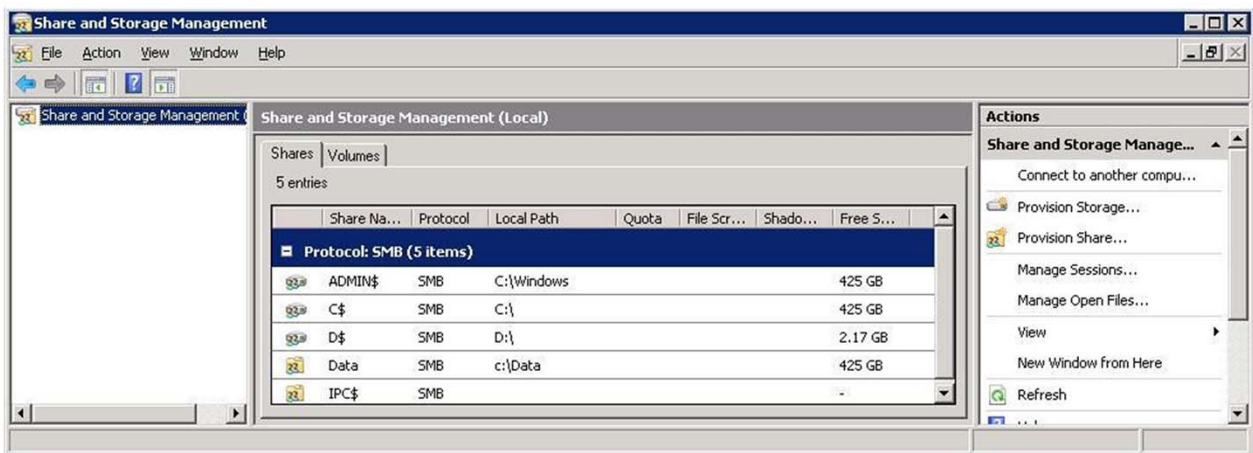 Share and Storage Management
File Action View Window Help
Share and Storage Management (
Share and Storage Management (Local)
Shares Volumes
5 entries
Share Na... Protocol Local Path Quota File Scr... Shado... Free S...
Protocol: SMB (5 items)
ADMIN$ SMB C:\Windows 425 GB
C$ SMB C:\ 425 GB
D$ SMB D:\ 2.17 GB
Data SMB c:\Data 425 GB
IPC$ SMB -
Actions
Share and Storage Manage...
Connect to another compu...
Provision Storage...
Provision Share...
Manage Sessions...
Manage Open Files...
View
New Window from Here
Refresh